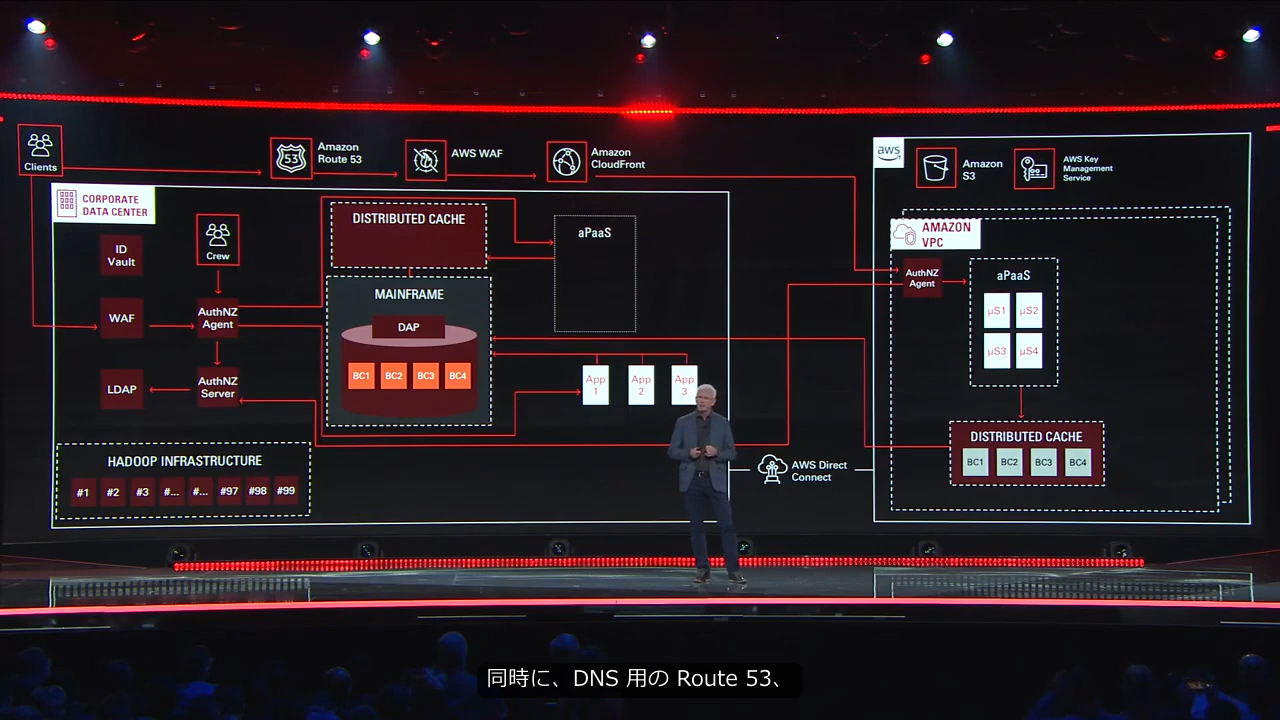 Clients
53
Amazon
Route 53
AWS WAF
Amazon
CloudFront
aws
Amazon
S3
AWS Key
Management
Service
CORPORATE
DATA CENTER
ID
Vault
Crew
WAF
AuthNZ
Agent
LDAP
AuthNZ
Server
DISTRIBUTED CACHE
MAINFRAME
DAP
BC1
BC2
BC3
BC4
aPaaS
App
1
App
2
App
3
HADOOP INFRASTRUCTURE
#1
#2
#3
#...
#...
#97
#98
#99
AWS Direct
Connect
AMAZON
VPC
AuthNZ
Agent
aPaaS
µS1
µS2
µS3
µS4
DISTRIBUTED CACHE
BC1
BC2
BC3
BC4
同時に、DNS 用の Route 53、